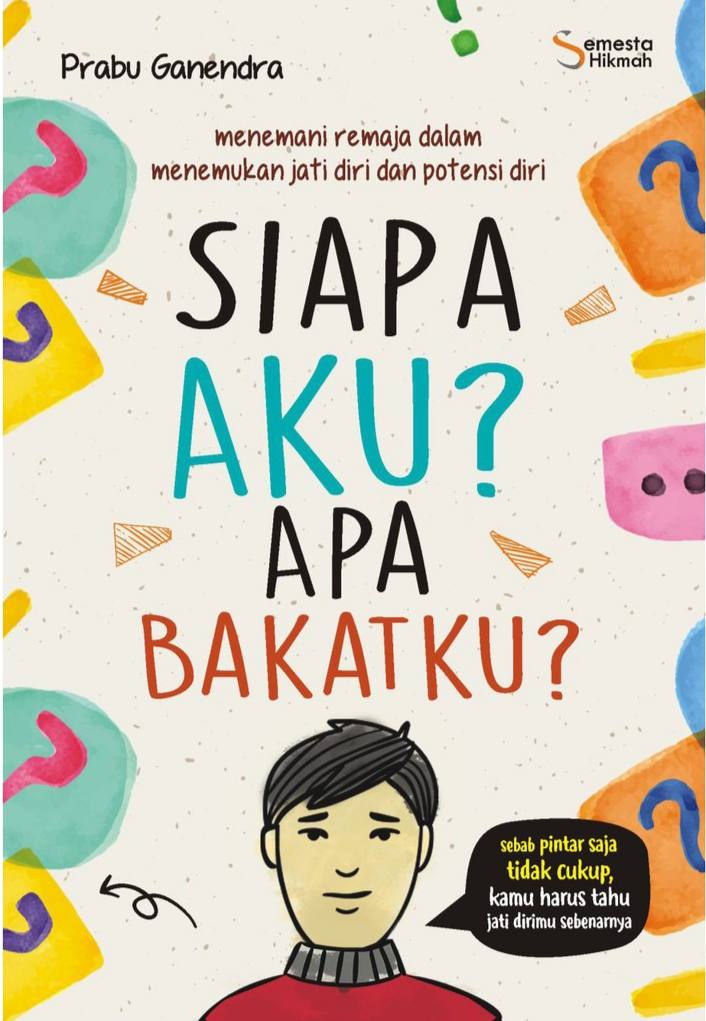 Prabu Ganendra
Semesta
Hikmah
menemani remaja dalam
menemukan jati diri dan potensi diri
SIAPA
AKU?
APA
BAKATKU?
sebab pintar saja
tidak cukup,
kamu harus tahu
jati dirimu sebenarnya